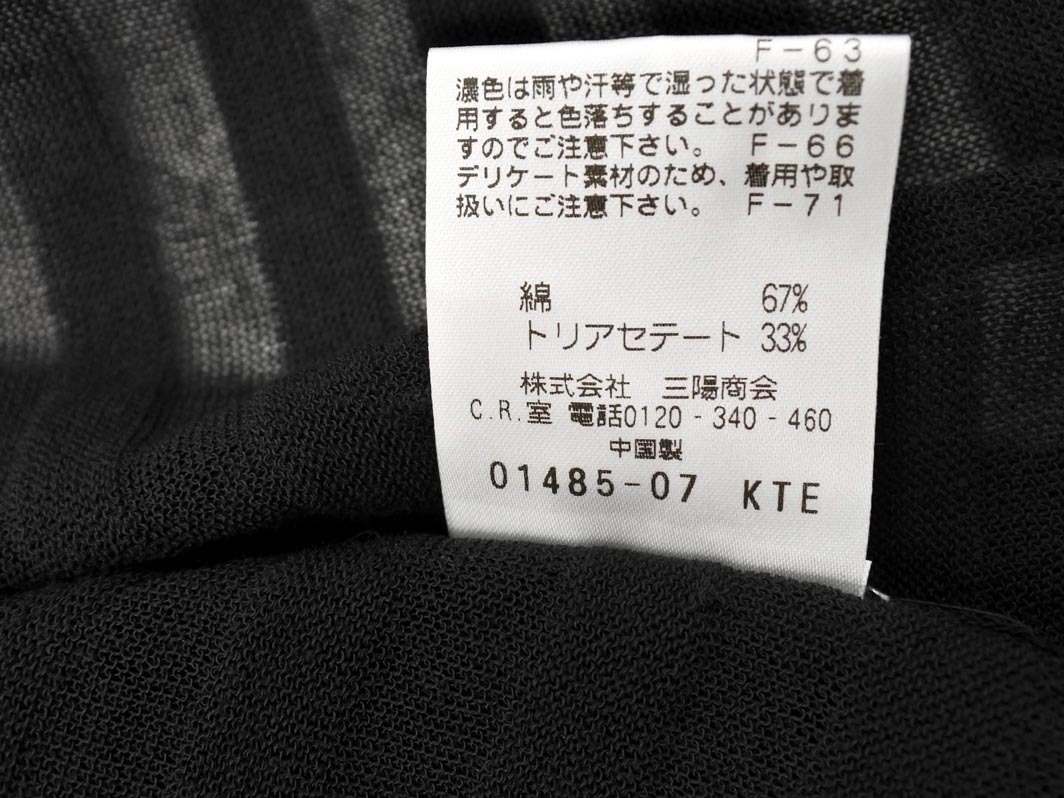 F-63
濃色は雨や汗等で湿った状態で着
用すると色落ちすることがありま
すのでご注意下さい。 F-66
デリケート素材のため、着用や取
扱いにご注意下さい。 F-71
綿 67%
トリアセテート 33%
株式会社 三陽商会
C.R.室 電話0120-340-460
中国製
01485-07 KTE